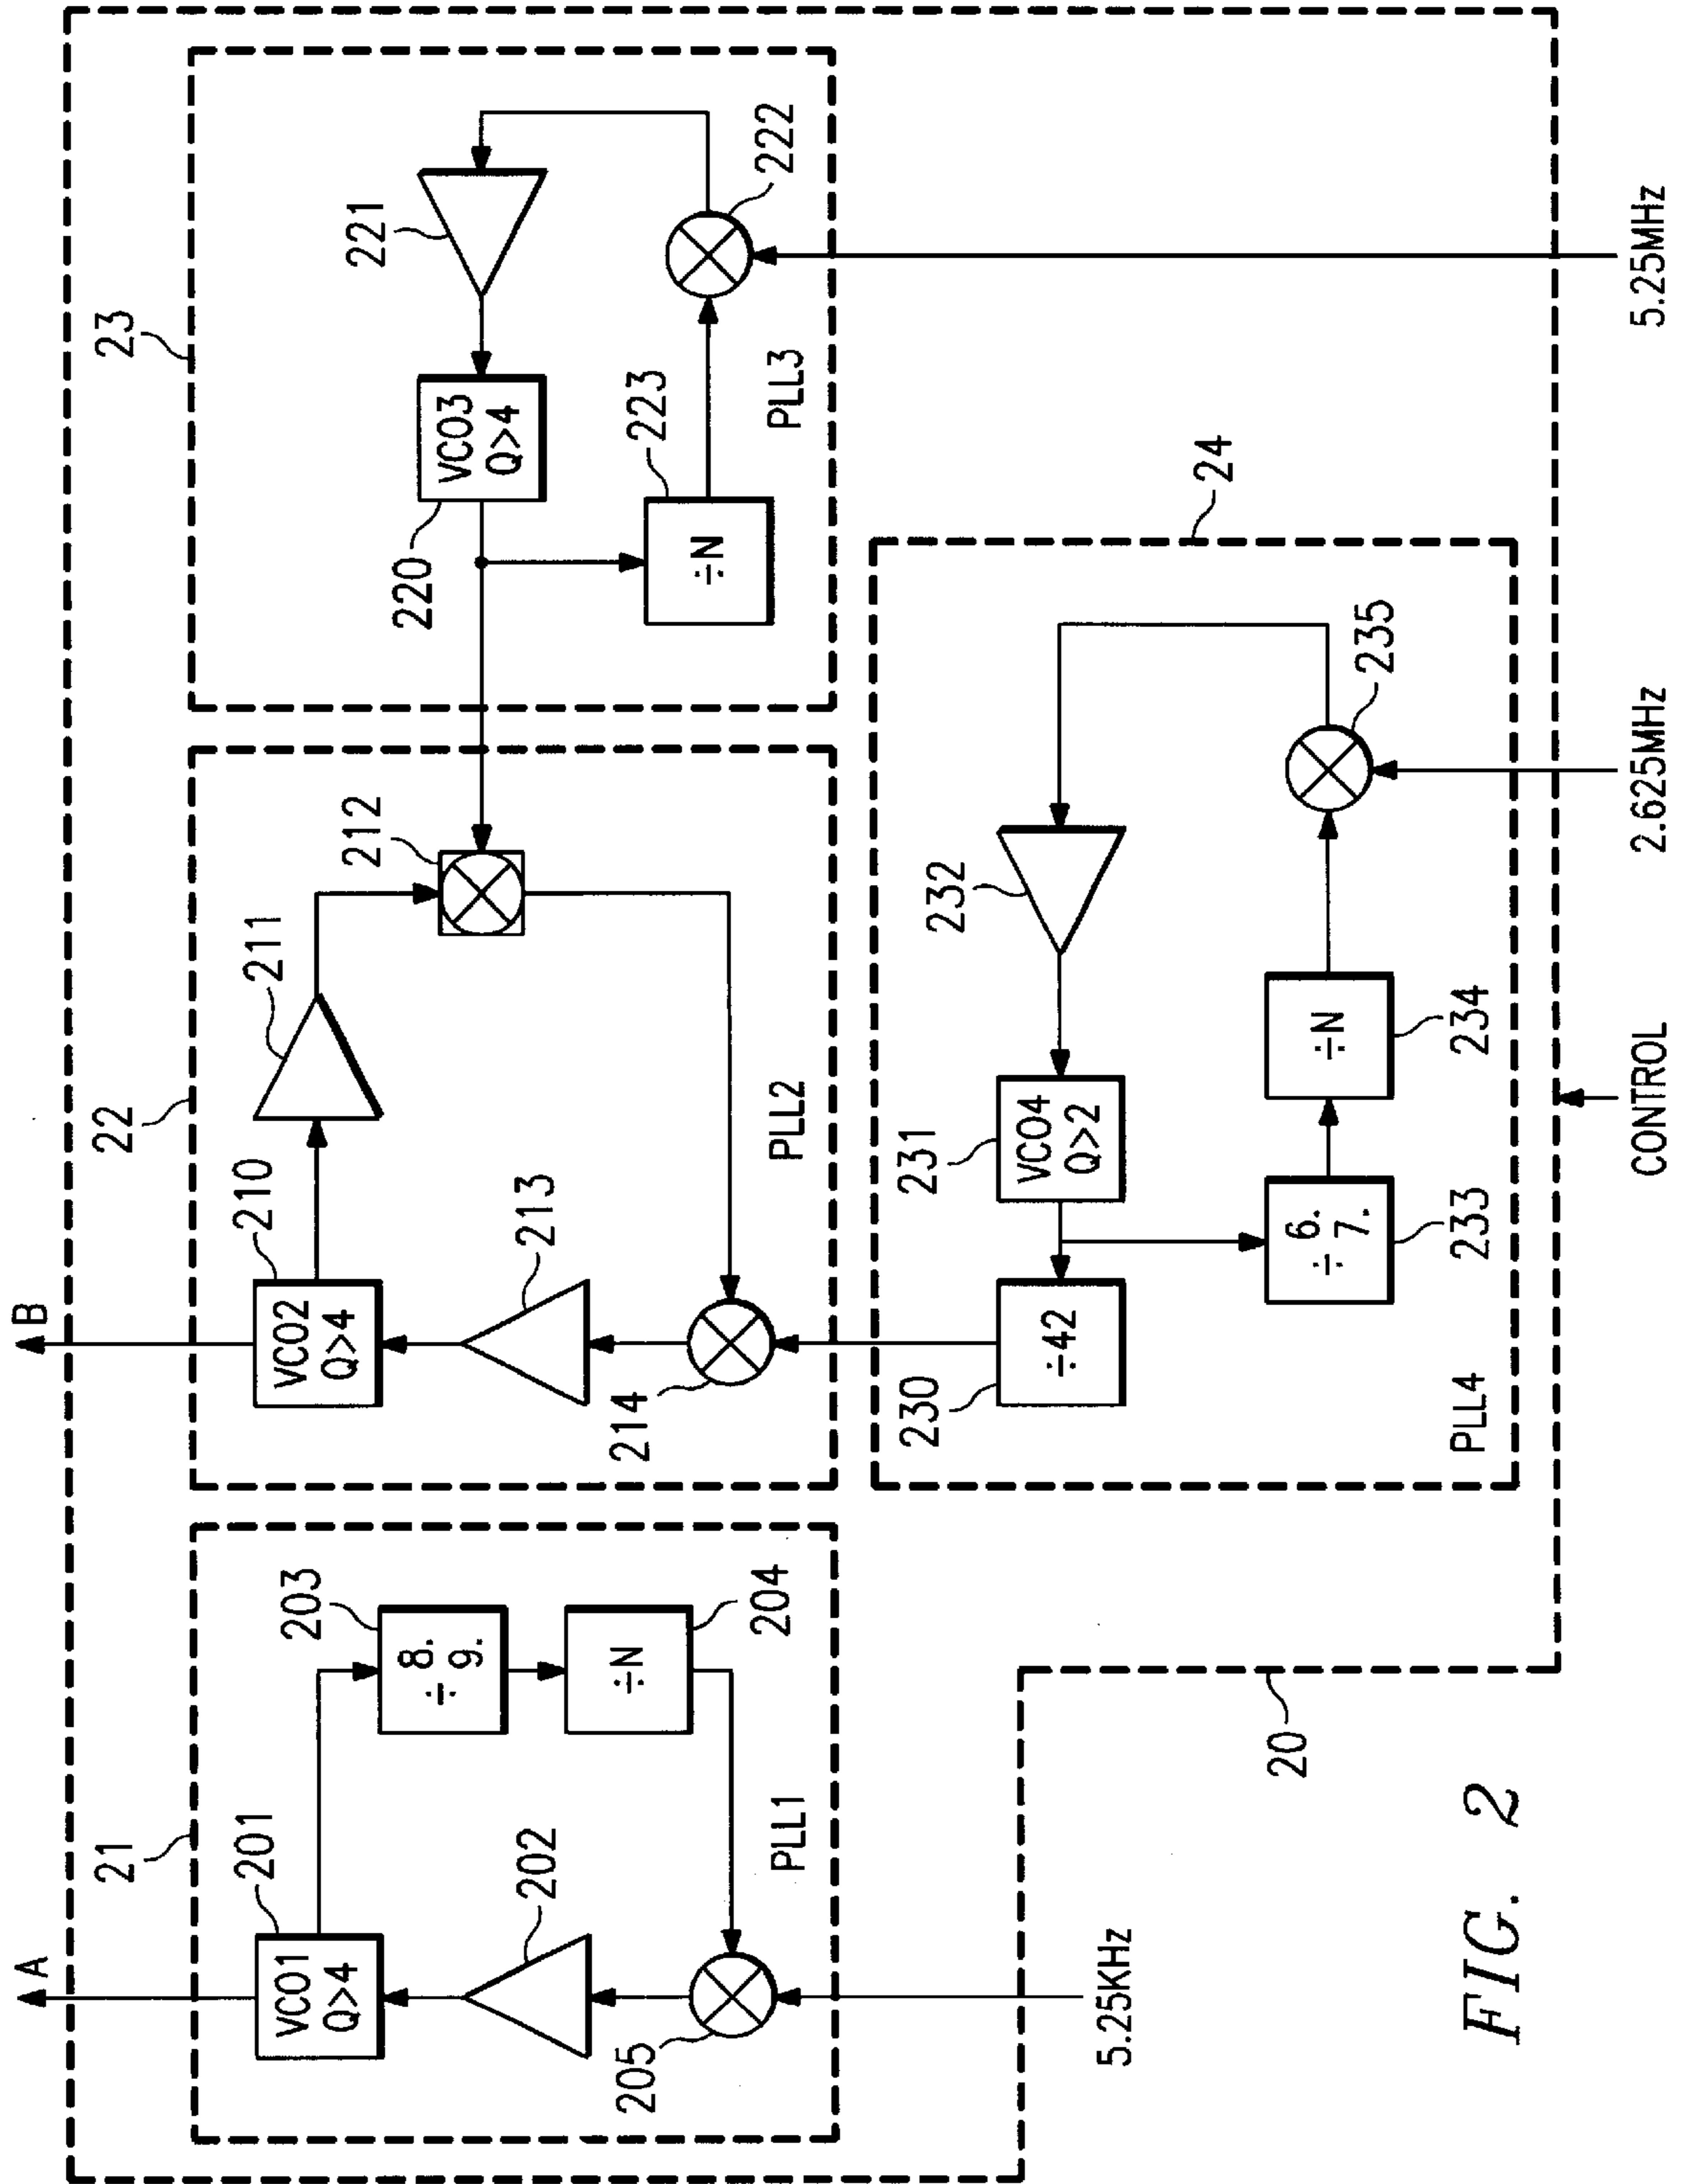 A
B
21
201
VCO1
Q>4
202
203
÷ 8.
9.
204
÷N
205
PLL1
22
210
VCO2
Q>4
211
212
213
214
PLL2
23
220
VCO3
Q>4
221
222
223
÷N
PLL3
24
230
÷42
231
VCO4
Q>2
232
233
÷ 6.
7.
234
÷N
235
PLL4
20
5.25KHz
CONTROL
2.625MHz
5.25MHz
FIG. 2